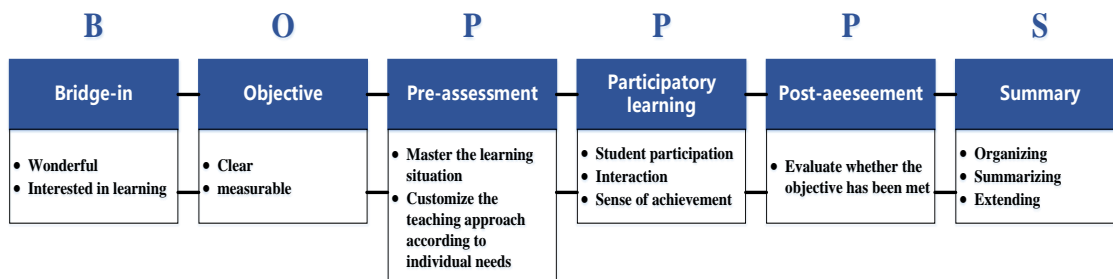 B
O
P
P
P
S
Bridge-in
Objective
Pre-assessment
Participatory
learning
Post-aeeseement
Summary
• Wonderful
• Interested in learning
• Clear
• measurable
• Master the learning
situation
• Customize the
teaching approach
according to
individual needs
• Student participation
• Interaction
• Sense of achievement
• Evaluate whether the
objective has been met
• Organizing
• Summarizing
• Extending